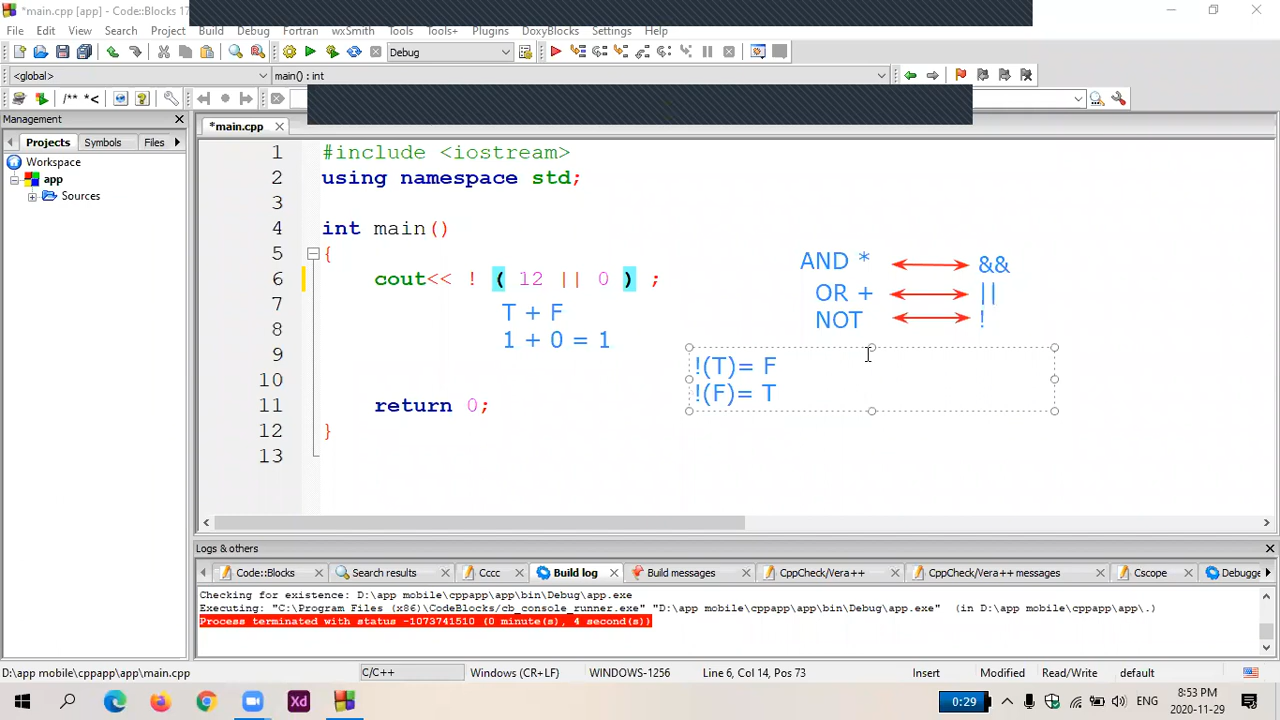 *main.cpp [app] - Code::Blocks 17
File Edit View Search Project Build Debug Fortran wxSmith Tools Tools+ Plugins DoxyBlocks Settings Help
Debug
<global> main() : int
/** *<
Management
Projects Symbols Files
Workspace
app
Sources
*main.cpp
1 #include <iostream>
2 using namespace std;
3
4 int main()
5 {
6 cout<< ! ( 12 || 0 ) ;
7
8
9
10
11 return 0;
12 }
13
T + F
1 + 0 = 1
AND * &&
OR + ||
NOT !
!(T)= F
!(F)= T
Logs & others
Code::Blocks Search results Cccc Build log Build messages CppCheck/Vera++ CppCheck/Vera++ messages Cscope Debugge
Checking for existence: D:\app mobile\cppapp\app\bin\Debug\app.exe
Executing: "C:\Program Files (x86)\CodeBlocks/cb_console_runner.exe" "D:\app mobile\cppapp\app\bin\Debug\app.exe" (in D:\app mobile\cppapp\app\.)
Process terminated with status -1073741510 (0 minute(s), 4 second(s))
D:\app mobile\cppapp\app\main.cpp C/C++ Windows (CR+LF) WINDOWS-1256 Line 6, Col 14, Pos 73 Insert Modified Read/Write default
Xd
0:29
ENG
8:53 PM
2020-11-29